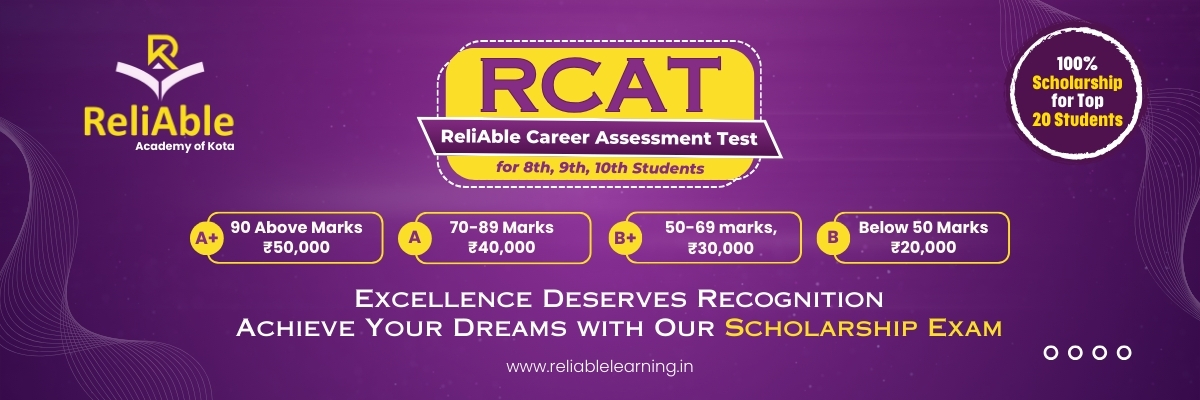 ReliAble
Academy of Kota
RCAT
ReliAble Career Assessment Test
for 8th, 9th, 10th Students
100%
Scholarship
for Top
20 Students
A+
90 Above Marks
₹50,000
A
70-89 Marks
₹40,000
B+
50-69 marks,
₹30,000
B
Below 50 Marks
₹20,000
Excellence Deserves Recognition
Achieve Your Dreams with Our Scholarship Exam
www.reliablelearning.in